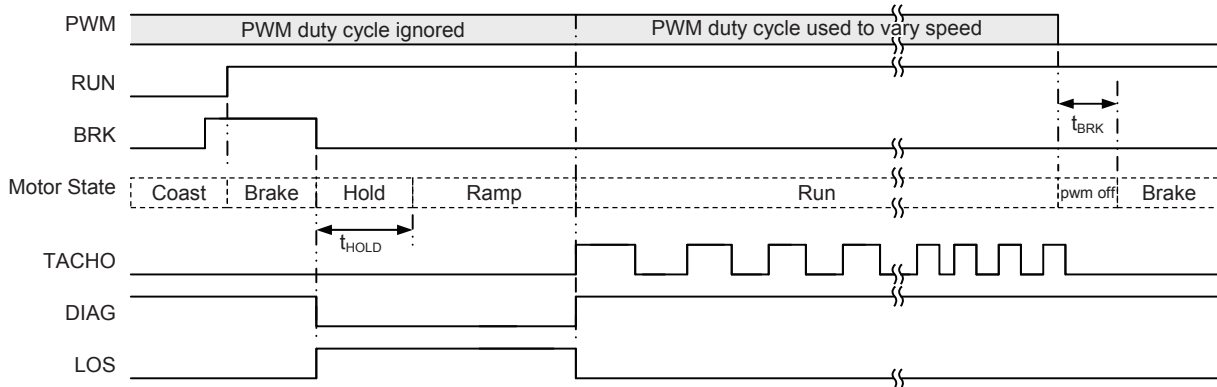 PWM
PWM duty cycle ignored
PWM duty cycle used to vary speed
RUN
BRK
tBRK
Motor State
Coast
Brake
Hold
Ramp
Run
pwm off
Brake
tHOLD
TACHO
DIAG
LOS